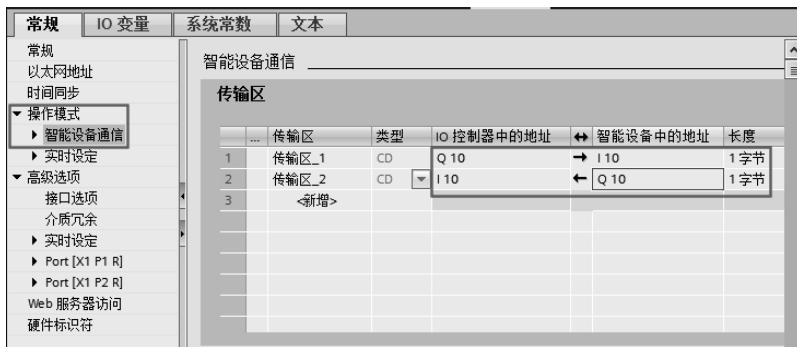 常规 IO 变量 系统常数 文本
常规
以太网地址
时间同步
操作模式
智能设备通信
实时设定
高级选项
接口选项
介质冗余
实时设定
Port [X1 P1 R]
Port [X1 P2 R]
Web 服务器访问
硬件标识符
智能设备通信
传输区
... 传输区 类型 IO 控制器中的地址 ↔ 智能设备中的地址 长度
1 传输区_1 CD Q 10 → I 10 1 字节
2 传输区_2 CD I 10 ← Q 10 1 字节
3 <新增>